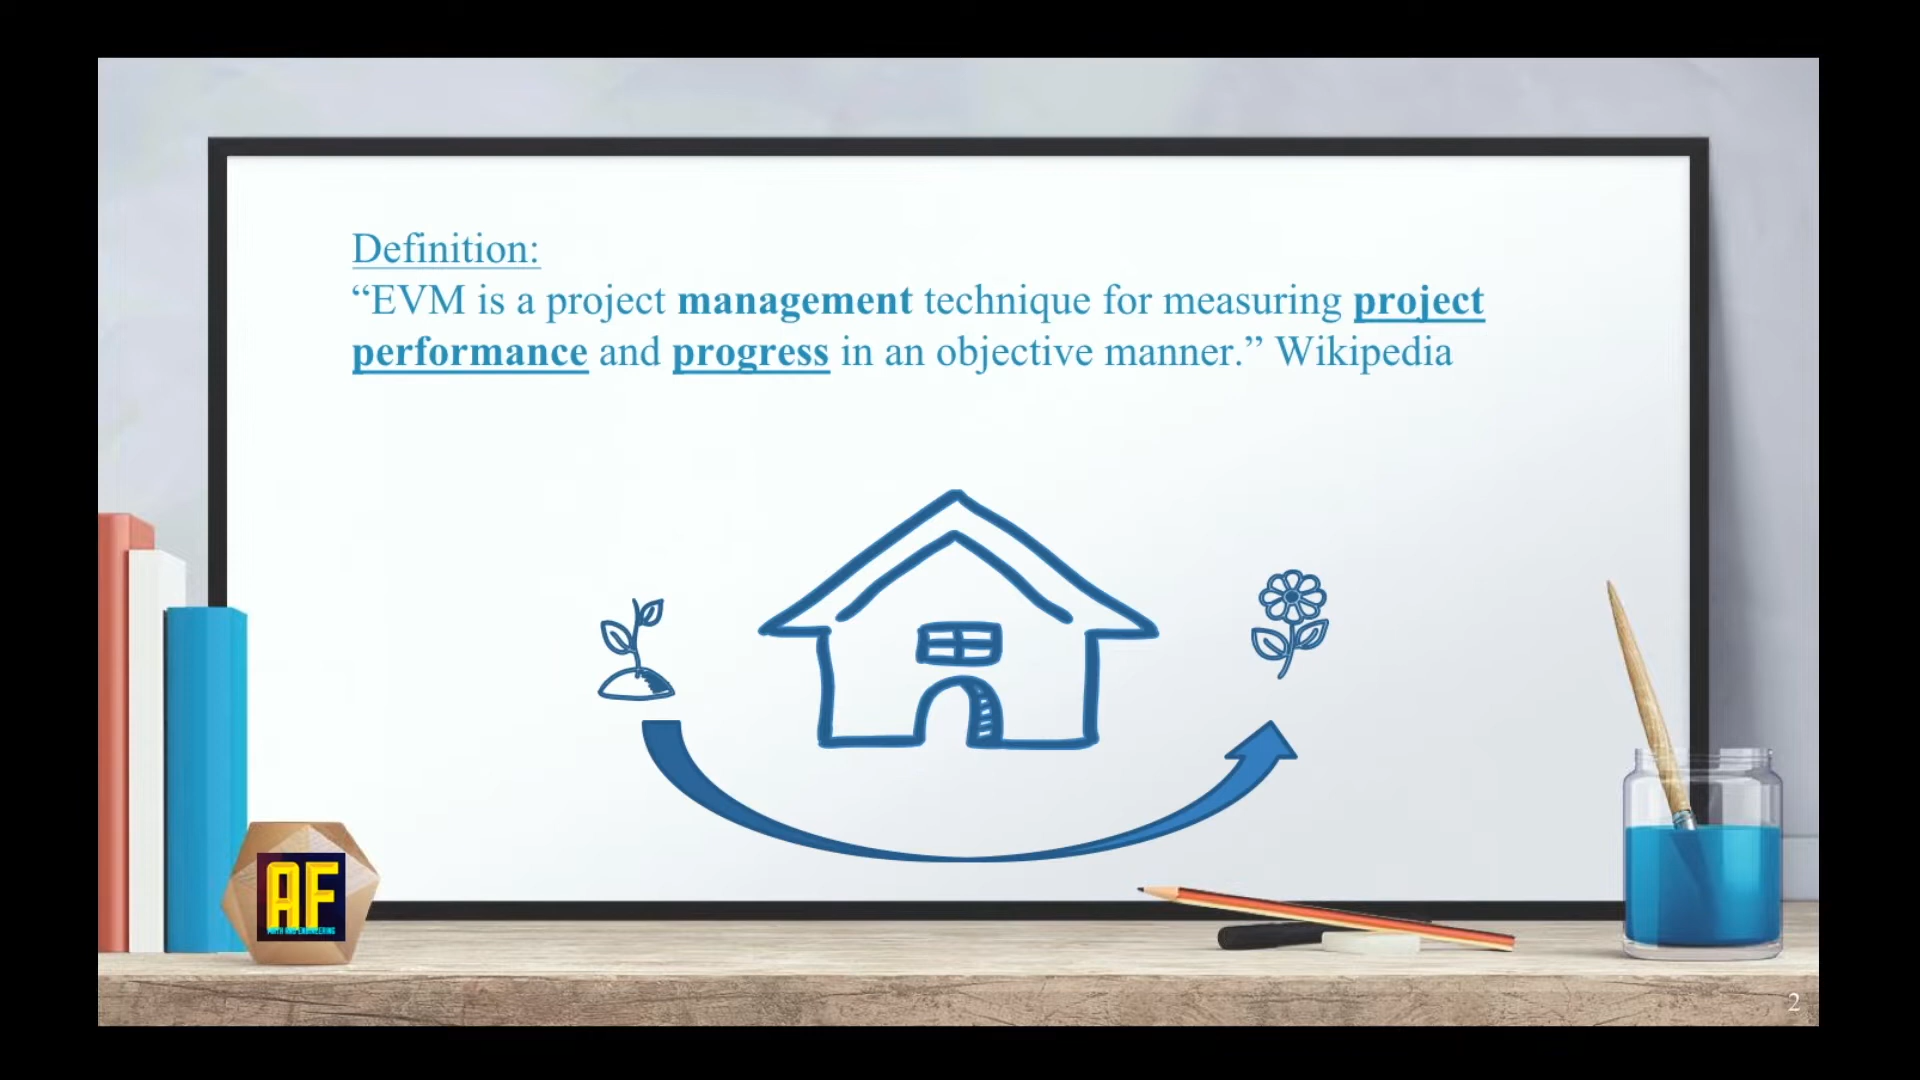 Definition:
“EVM is a project management technique for measuring project
performance and progress in an objective manner.” Wikipedia
AF
2